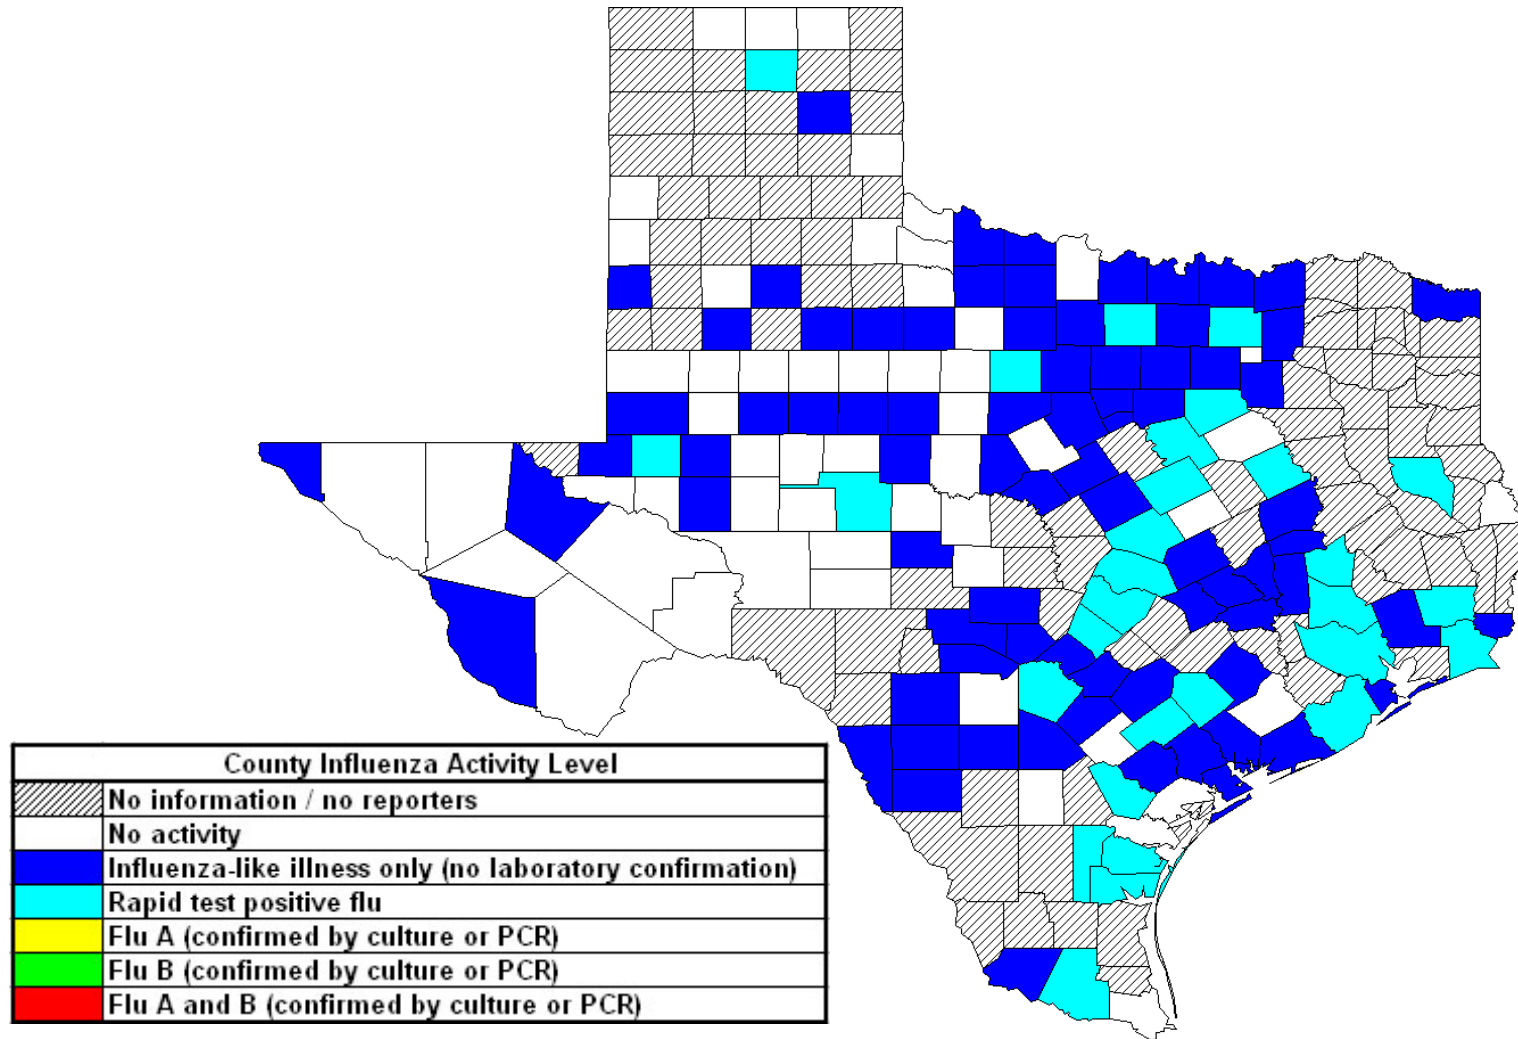 County Influenza Activity Level
No information / no reporters
No activity
Influenza-like illness only (no laboratory confirmation)
Rapid test positive flu
Flu A (confirmed by culture or PCR)
Flu B (confirmed by culture or PCR)
Flu A and B (confirmed by culture or PCR)